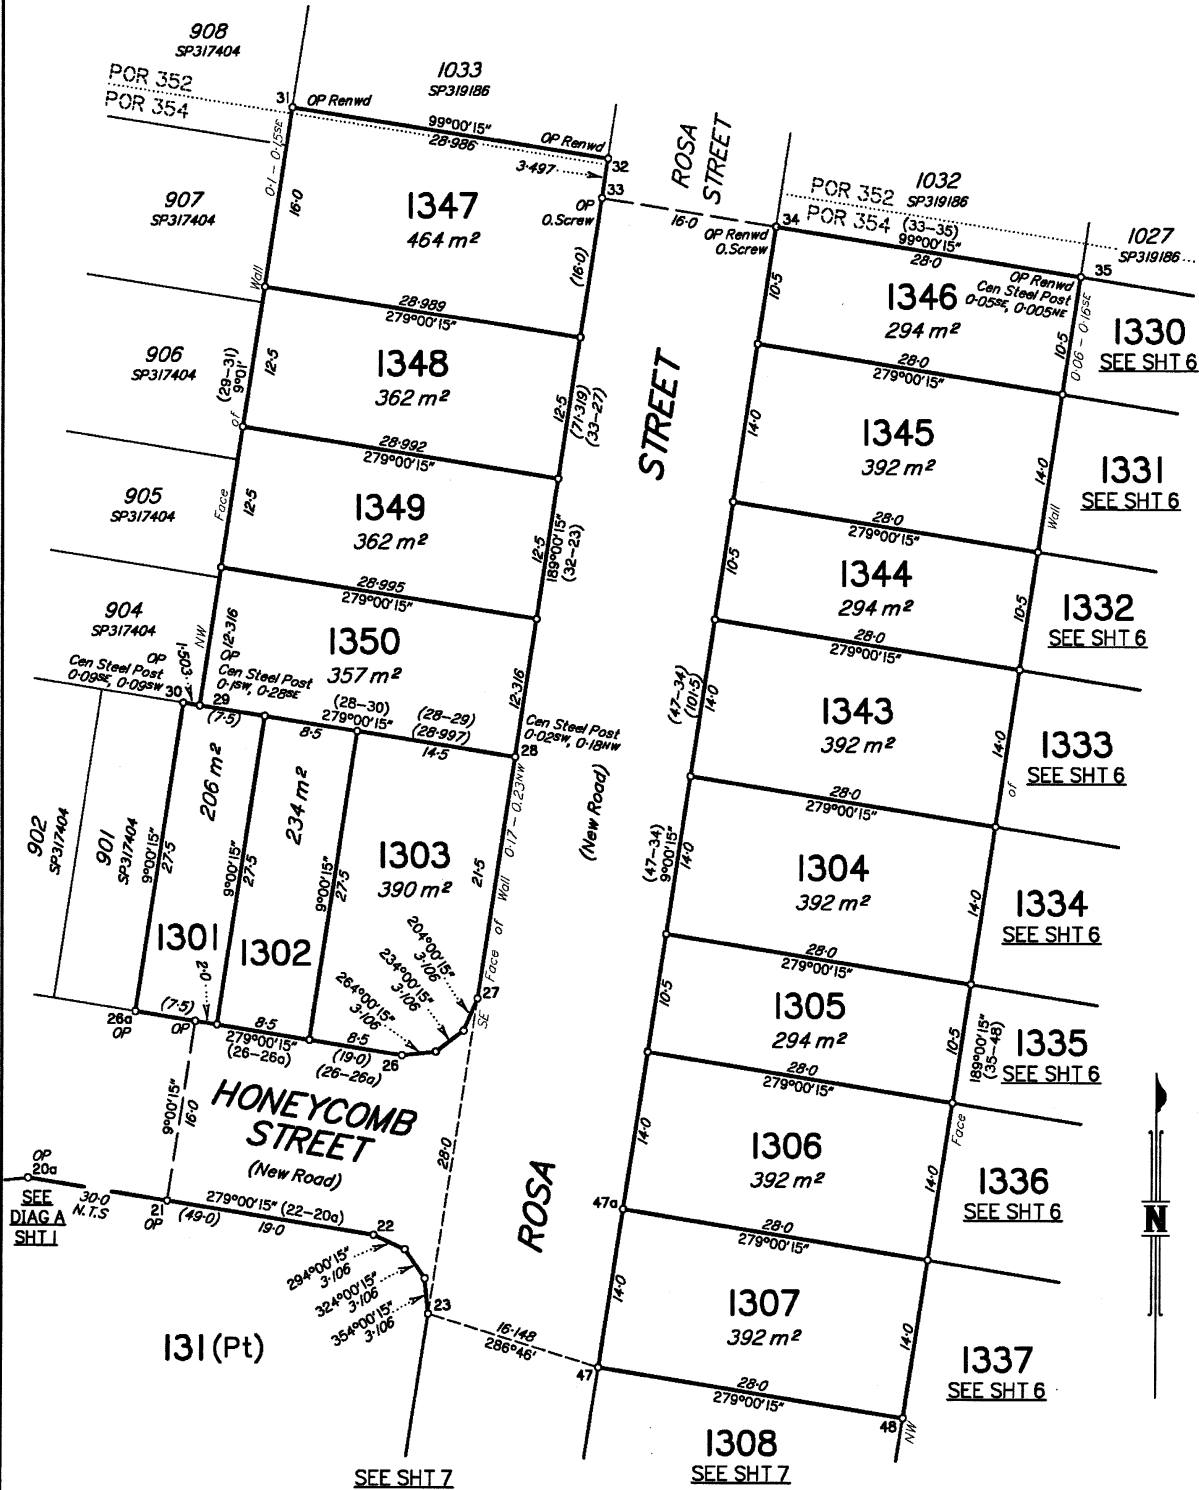 908
SP317404
POR 352
POR 354
1033
SP319186
31
OP Renwd
99°00'15"
28·986
OP Renwd
32
3·497
33
OP
O.Screw
ROSA
STREET
16·0
34
OP Renwd
O.Screw
POR 352
POR 354
1032
SP319186
(33-35)
99°00'15"
28·0
35
OP Renwd
Cen Steel Post
0·05SE, 0·005NE
1027
SP319186
907
SP317404
0·1 - 0·15SE
16·0
Wall
1347
464 m²
(16·0)
28·989
279°00'15"
10·5
1346
294 m²
10·5
0·06 - 0·16SE
1330
SEE SHT 6
28·0
279°00'15"
906
SP317404
(29-31)
9°01'
of
12·5
1348
362 m²
12·5
(71·319)
(33-27)
28·992
279°00'15"
STREET
14·0
1345
392 m²
14·0
Wall
1331
SEE SHT 6
28·0
279°00'15"
905
SP317404
Face
12·5
1349
362 m²
12·5
189°00'15"
(32-23)
28·995
279°00'15"
10·5
1344
294 m²
10·5
1332
SEE SHT 6
28·0
279°00'15"
904
SP317404
OP
Cen Steel Post
0·09SE, 0·09SW
30
1·503
NW
12·316
OP
Cen Steel Post
0·1SW, 0·28SE
29
1350
357 m²
12·316
(28-30)
279°00'15"
(28-29)
(28·997)
(7·5)
8·5
14·5
Cen Steel Post
0·02SW, 0·18NW
28
(47-34)
(101·5)
14·0
1343
392 m²
14·0
of
1333
SEE SHT 6
28·0
279°00'15"
902
SP317404
901
SP317404
9°00'15"
27·5
206 m²
1301
9°00'15"
27·5
234 m²
1302
9°00'15"
27·5
1303
390 m²
21·5
0·17 - 0·23NW
Face of Wall
SE
(New Road)
(47-34)
9°00'15"
14·0
1304
392 m²
14·0
1334
SEE SHT 6
28·0
279°00'15"
204°00'15"
3·106
234°00'15"
3·106
264°00'15"
3·106
27
2·0
(7·5)
26a
OP
OP
8·5
279°00'15"
(26-26a)
8·5
(19·0)
(26-26a)
26
10·5
1305
294 m²
10·5
189°00'15"
(35-48)
1335
SEE SHT 6
28·0
279°00'15"
9°00'15"
16·0
HONEYCOMB
STREET
(New Road)
28·0
14·0
1306
392 m²
14·0
Face
1336
SEE SHT 6
N
OP
20a
SEE
DIAG A
SHT 1
30·0
N.T.S
21
OP
279°00'15" (22-20a)
(49·0)
19·0
22
294°00'15"
3·106
324°00'15"
3·106
354°00'15"
3·106
23
ROSA
47a
28·0
279°00'15"
14·0
1307
392 m²
14·0
1337
SEE SHT 6
131 (Pt)
16·148
286°46'
47
28·0
279°00'15"
48
NW
1308
SEE SHT 7
SEE SHT 7